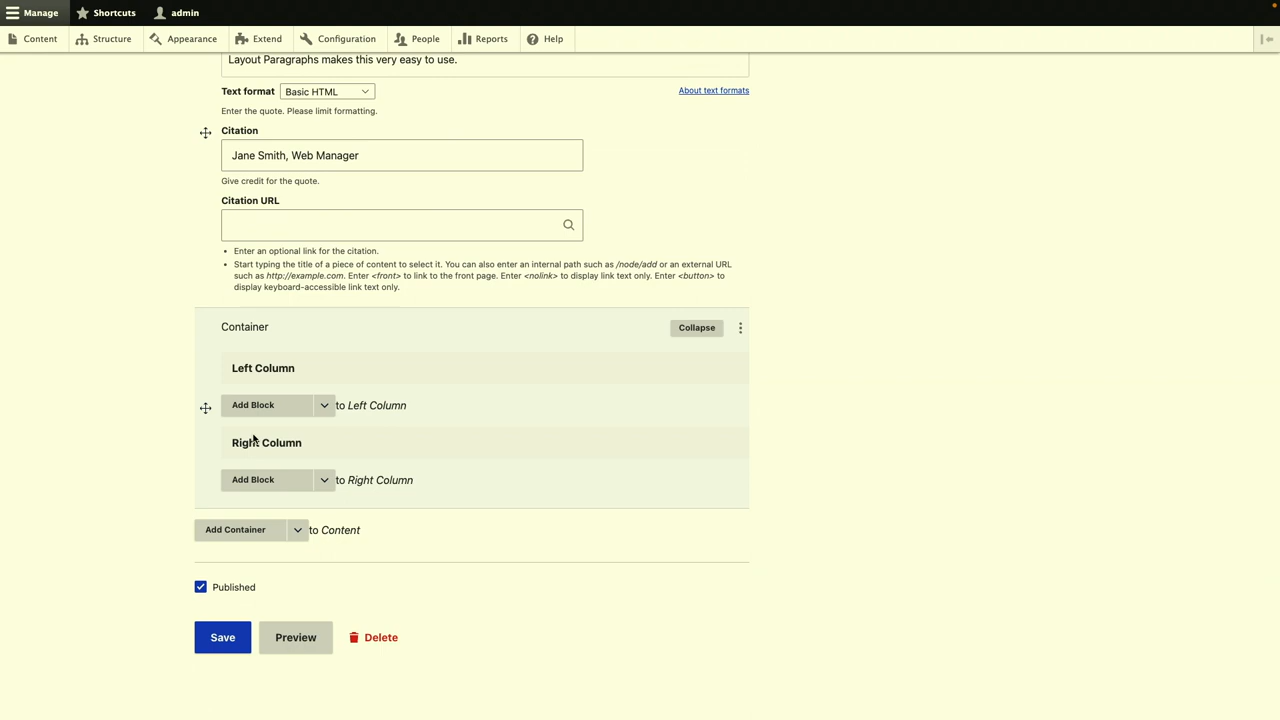 Manage Shortcuts admin
Content Structure Appearance Extend Configuration People Reports Help
Layout Paragraphs makes this very easy to use.
Text format Basic HTML About text formats
Enter the quote. Please limit formatting.
Citation
Jane Smith, Web Manager
Give credit for the quote.
Citation URL
Enter an optional link for the citation.
Start typing the title of a piece of content to select it. You can also enter an internal path such as /node/add or an external URL
such as http://example.com. Enter <front> to link to the front page. Enter <nolink> to display link text only. Enter <button> to
display keyboard-accessible link text only.
Container Collapse
Left Column
Add Block to Left Column
Right Column
Add Block to Right Column
Add Container to Content
Published
Save Preview Delete